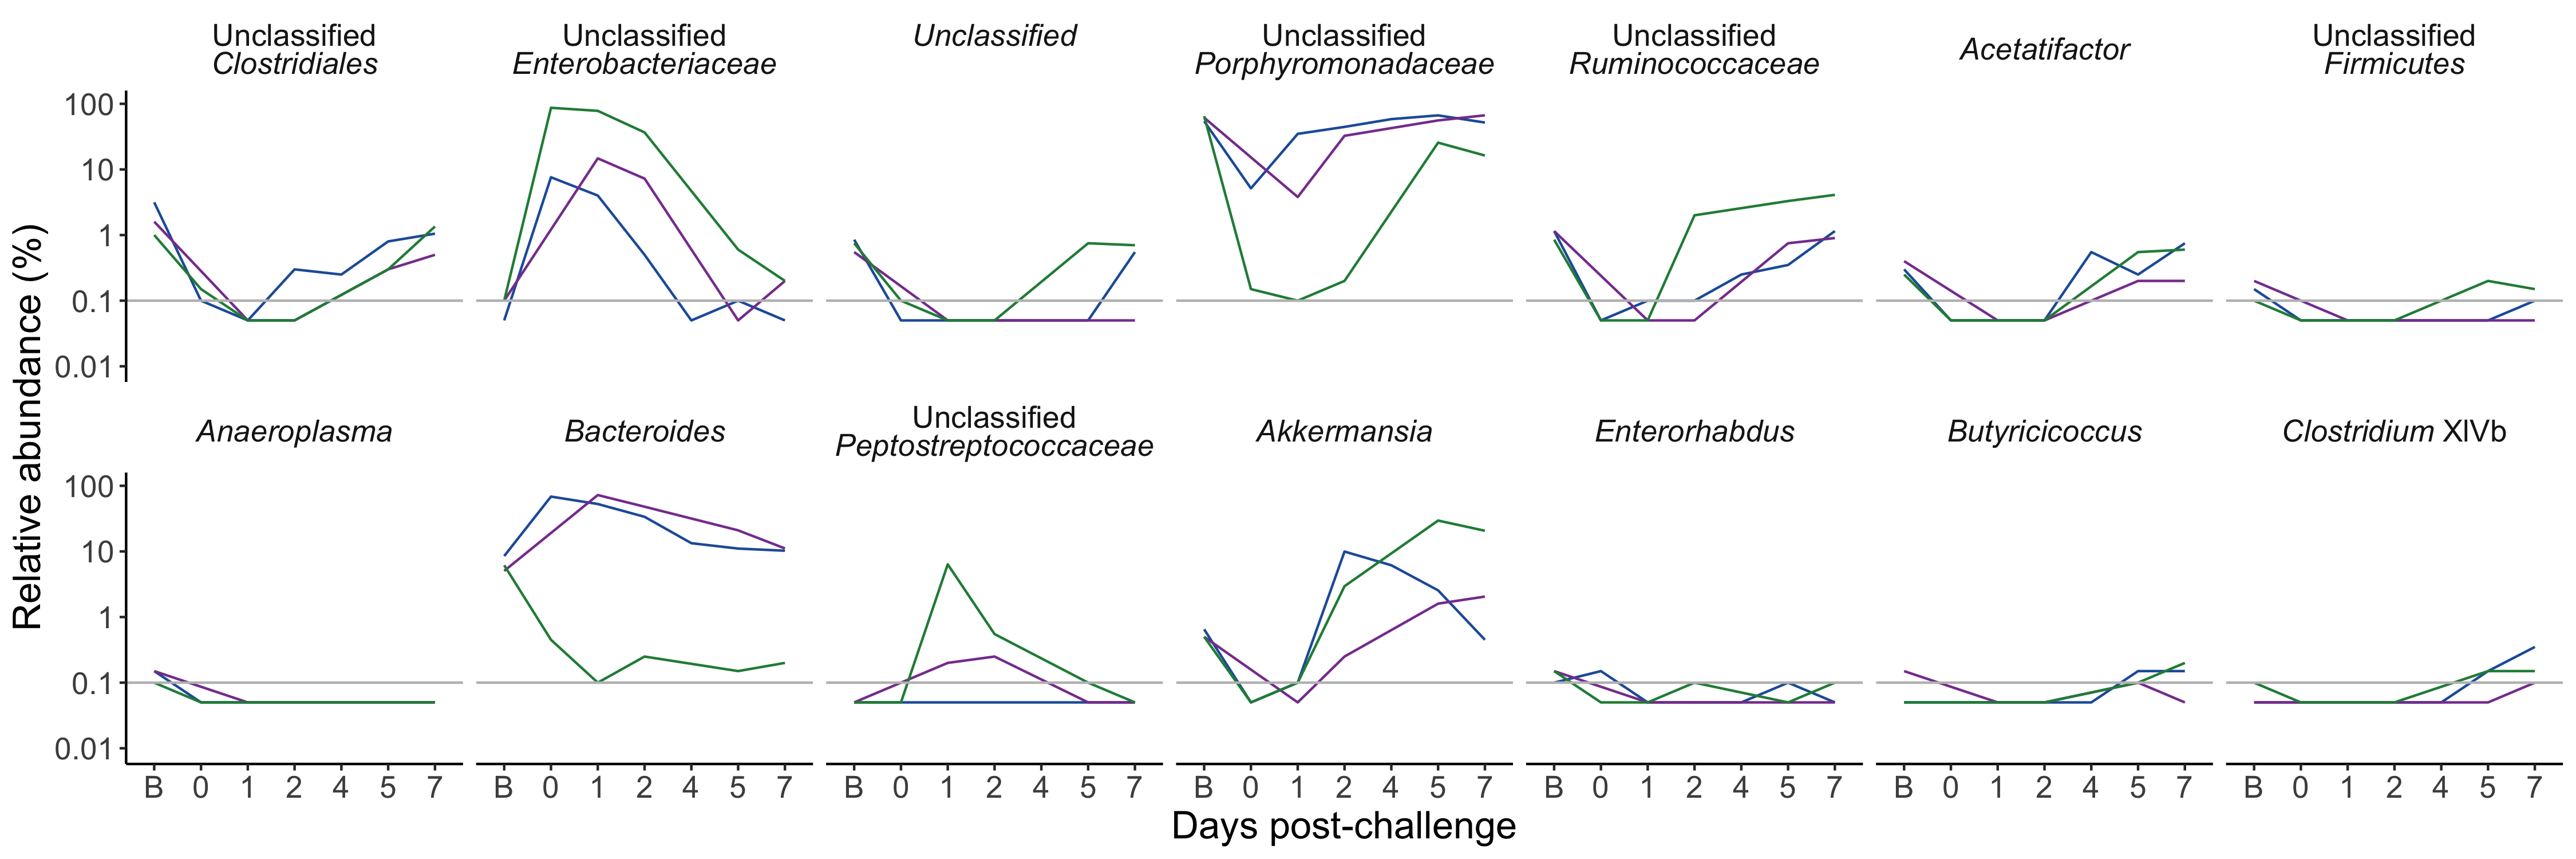 Unclassified
Clostridiales
Unclassified
Enterobacteriaceae
Unclassified
Unclassified
Porphyromonadaceae
Unclassified
Ruminococcaceae
Acetatifactor
Unclassified
Firmicutes
100
10
1
0.1
0.01
Relative abundance (%)
Anaeroplasma
Bacteroides
Unclassified
Peptostreptococcaceae
Akkermansia
Enterorhabdus
Butyricicoccus
Clostridium XIVb
100
10
1
0.1
0.01
B 0 1 2 4 5 7
B 0 1 2 4 5 7
B 0 1 2 4 5 7
B 0 1 2 4 5 7
B 0 1 2 4 5 7
B 0 1 2 4 5 7
B 0 1 2 4 5 7
Days post-challenge